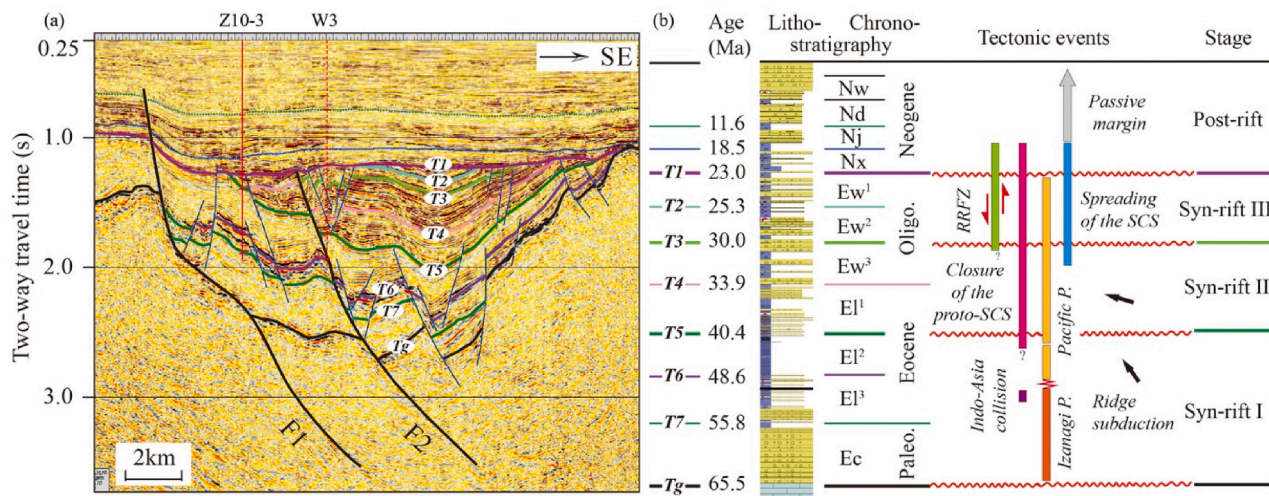 (a)
Z10-3
W3
0.25
SE
1.0
2.0
3.0
Two-way travel time (s)
T1
T2
T3
T4
T5
T6
T7
Tg
F1
F2
2km
(b)
Age
(Ma)
Litho-
Chrono-
stratigraphy
Tectonic events
Stage
11.6
18.5
T1 23.0
T2 25.3
T3 30.0
T4 33.9
T5 40.4
T6 48.6
T7 55.8
Tg 65.5
Nw
Nd
Nj
Nx
Ew¹
Ew²
Ew³
El¹
El²
El³
Ec
Neogene
Oligo.
Eocene
Paleo.
Passive
margin
RRFZ
Spreading
of the SCS
?
Closure
of the
proto-SCS
Pacific P.
?
Indo-Asia
collision
Izanagi P.
Ridge
subduction
Post-rift
Syn-rift III
Syn-rift II
Syn-rift I